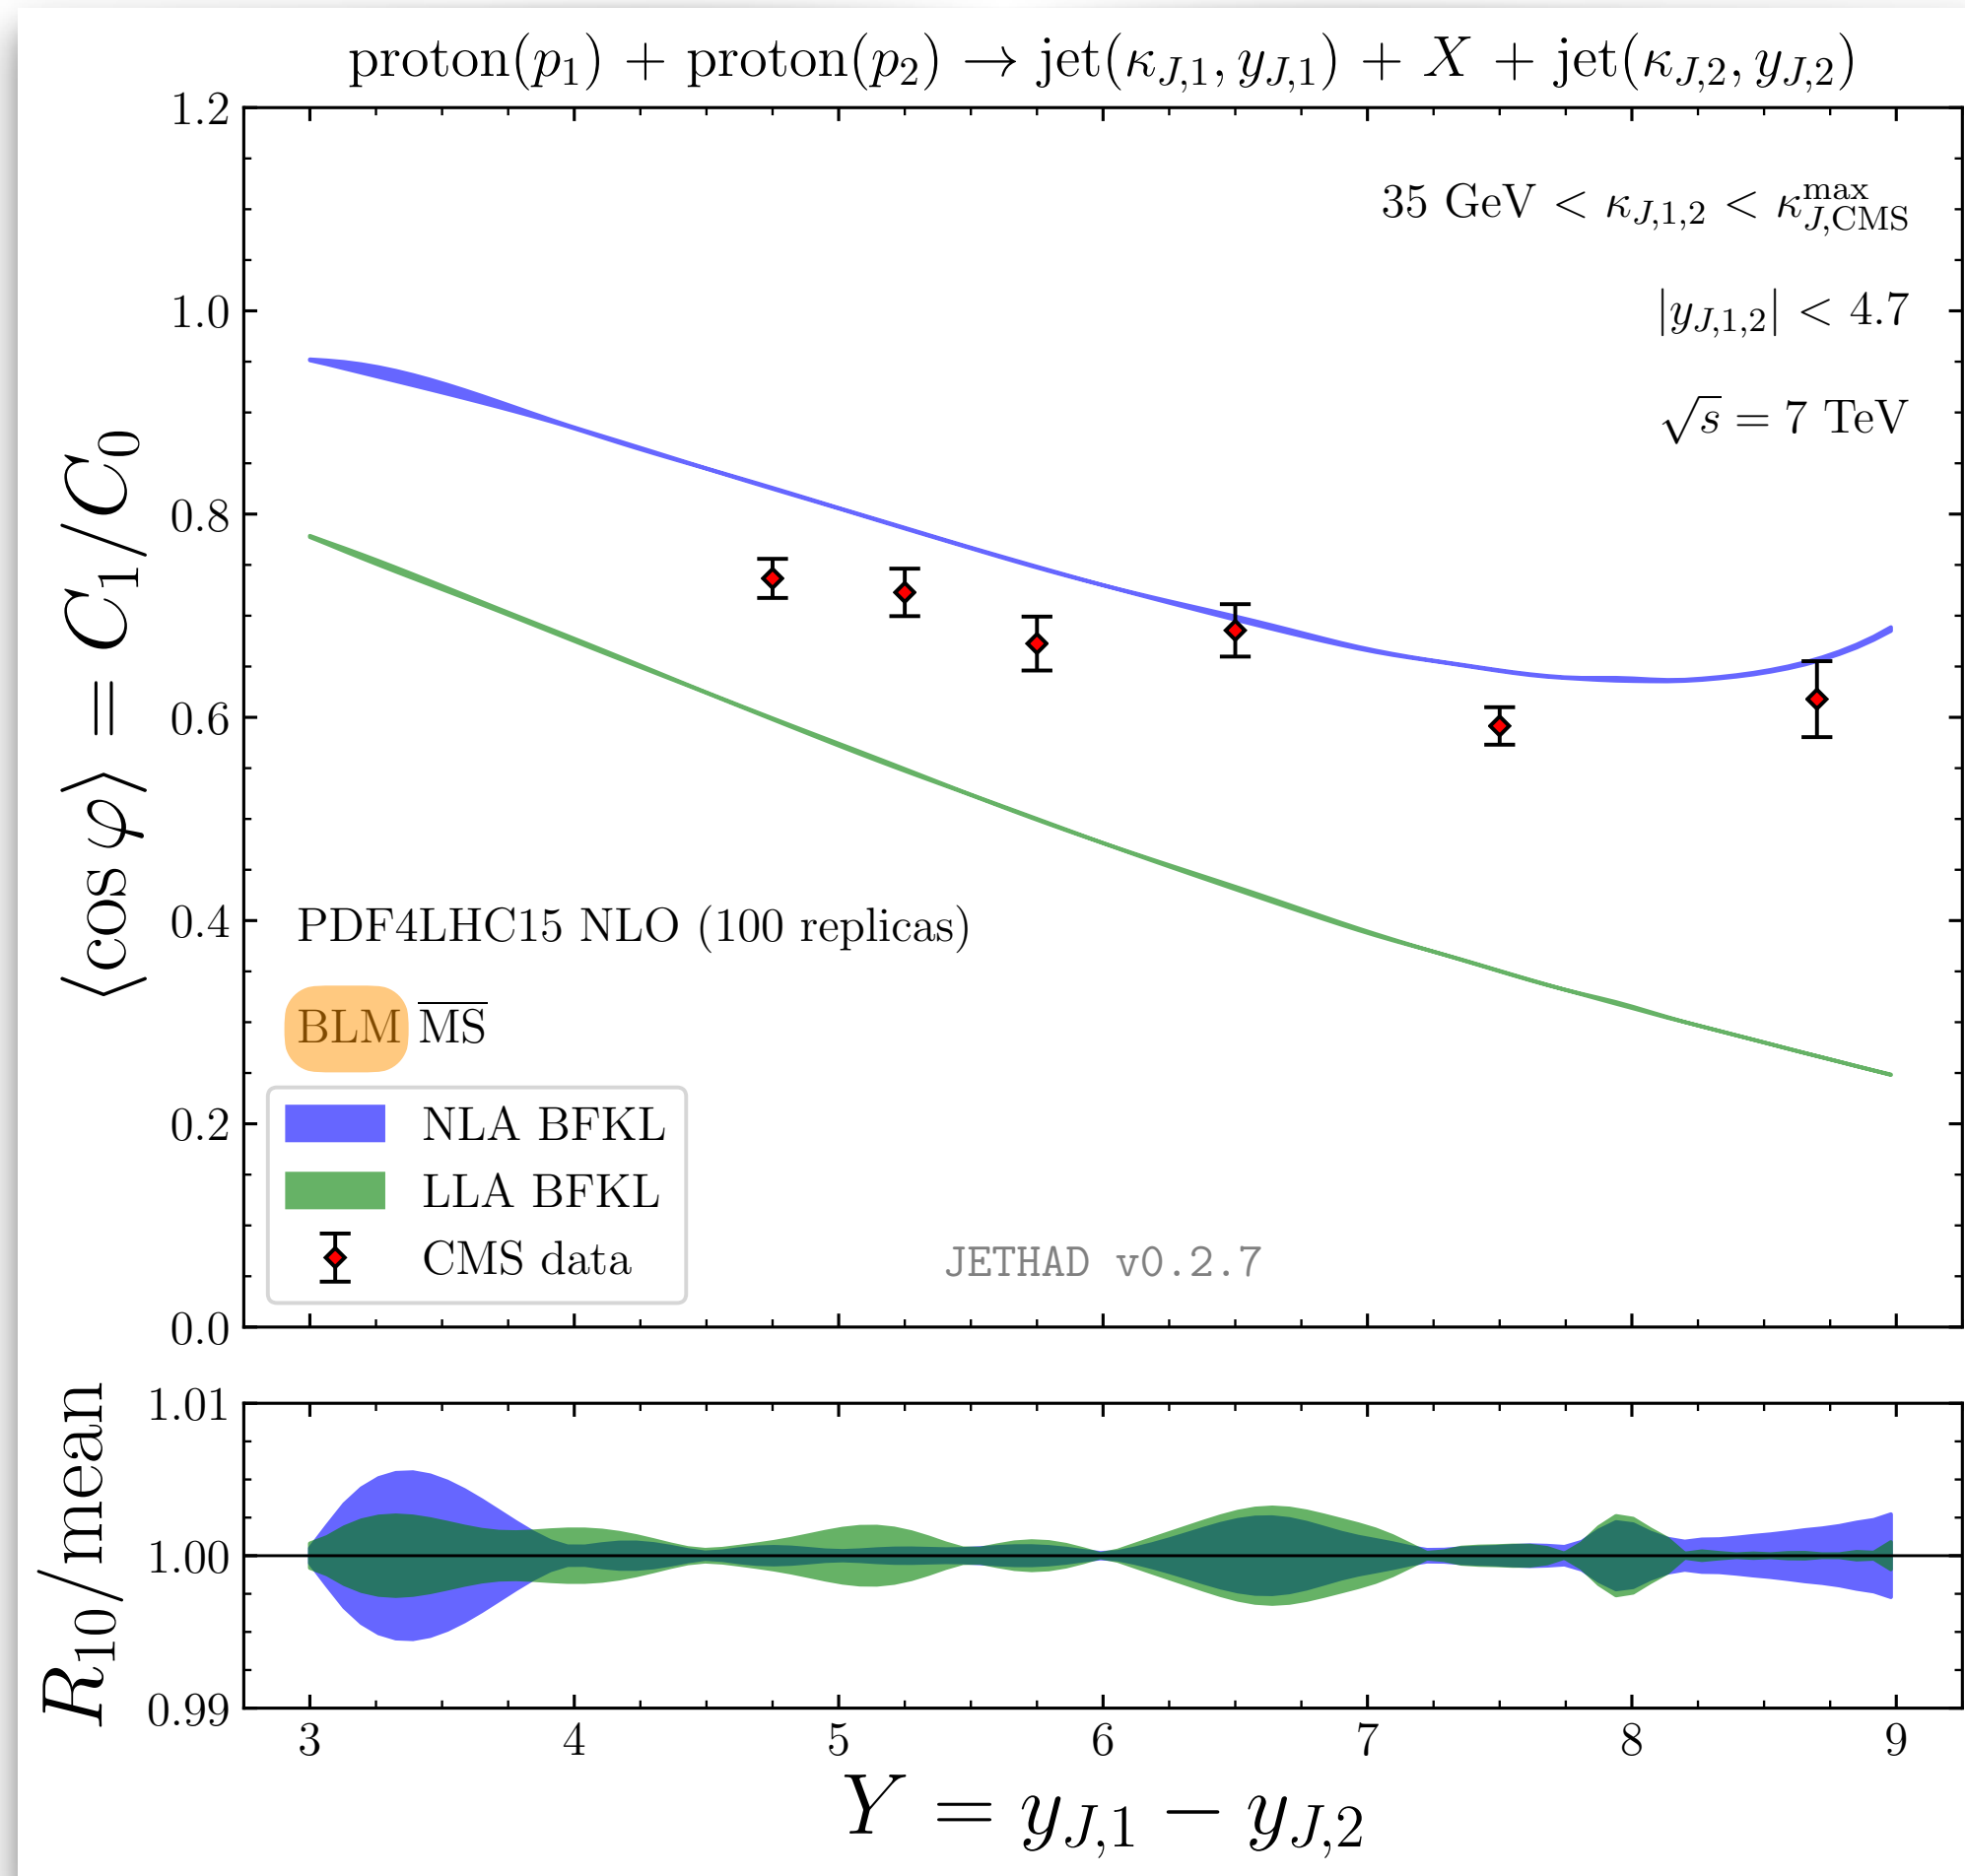 proton(p₁) + proton(p₂) → jet(κ_{J,1}, y_{J,1}) + X + jet(κ_{J,2}, y_{J,2})
⟨cos φ⟩ = C₁/C₀
1.2
1.0
0.8
0.6
0.4
0.2
0.0
35 GeV < κ_{J,1,2} < κ_{J,CMS}^{max}
|y_{J,1,2}| < 4.7
√s = 7 TeV
PDF4LHC15 NLO (100 replicas)
BLM M̅S̅
NLA BFKL
LLA BFKL
CMS data
JETHAD v0.2.7
R₁₀/mean
1.01
1.00
0.99
3 4 5 6 7 8 9
Y = y_{J,1} − y_{J,2}